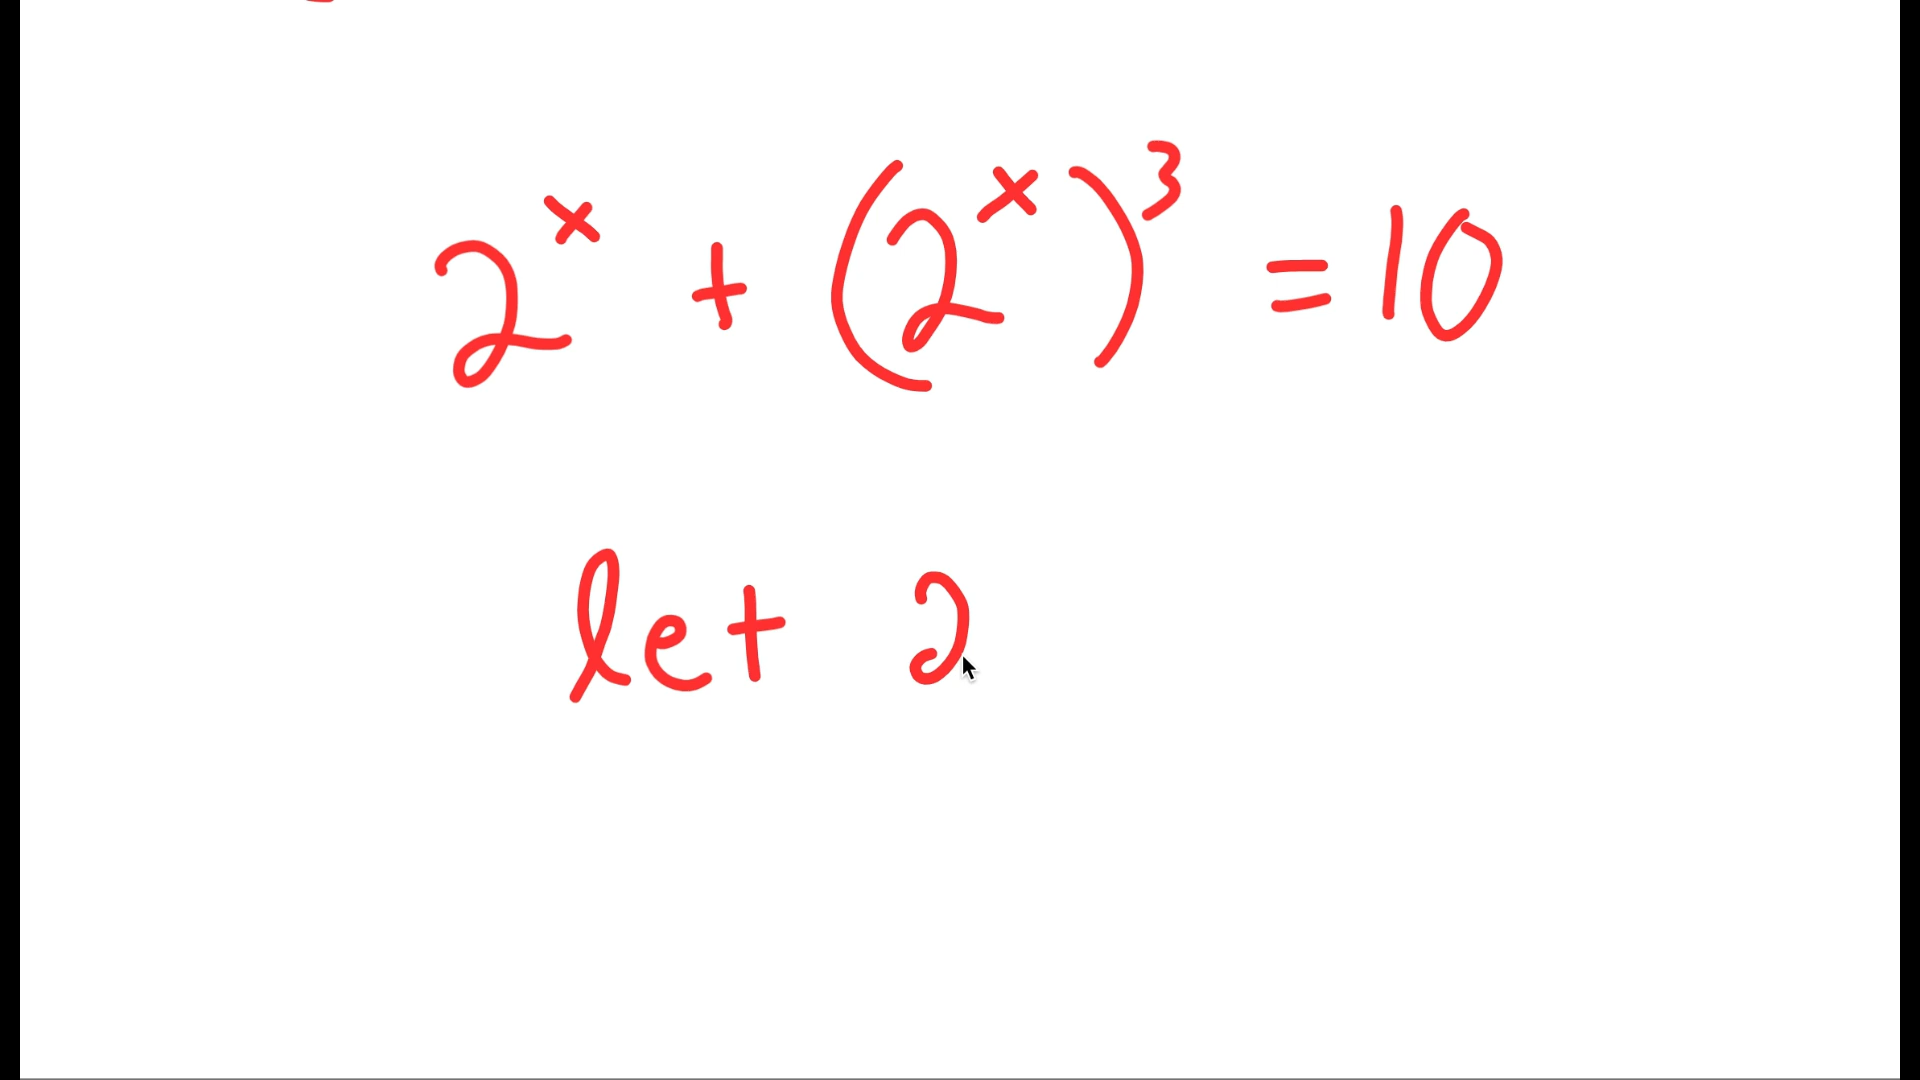 2^x + (2^x)^3 = 10
let 2